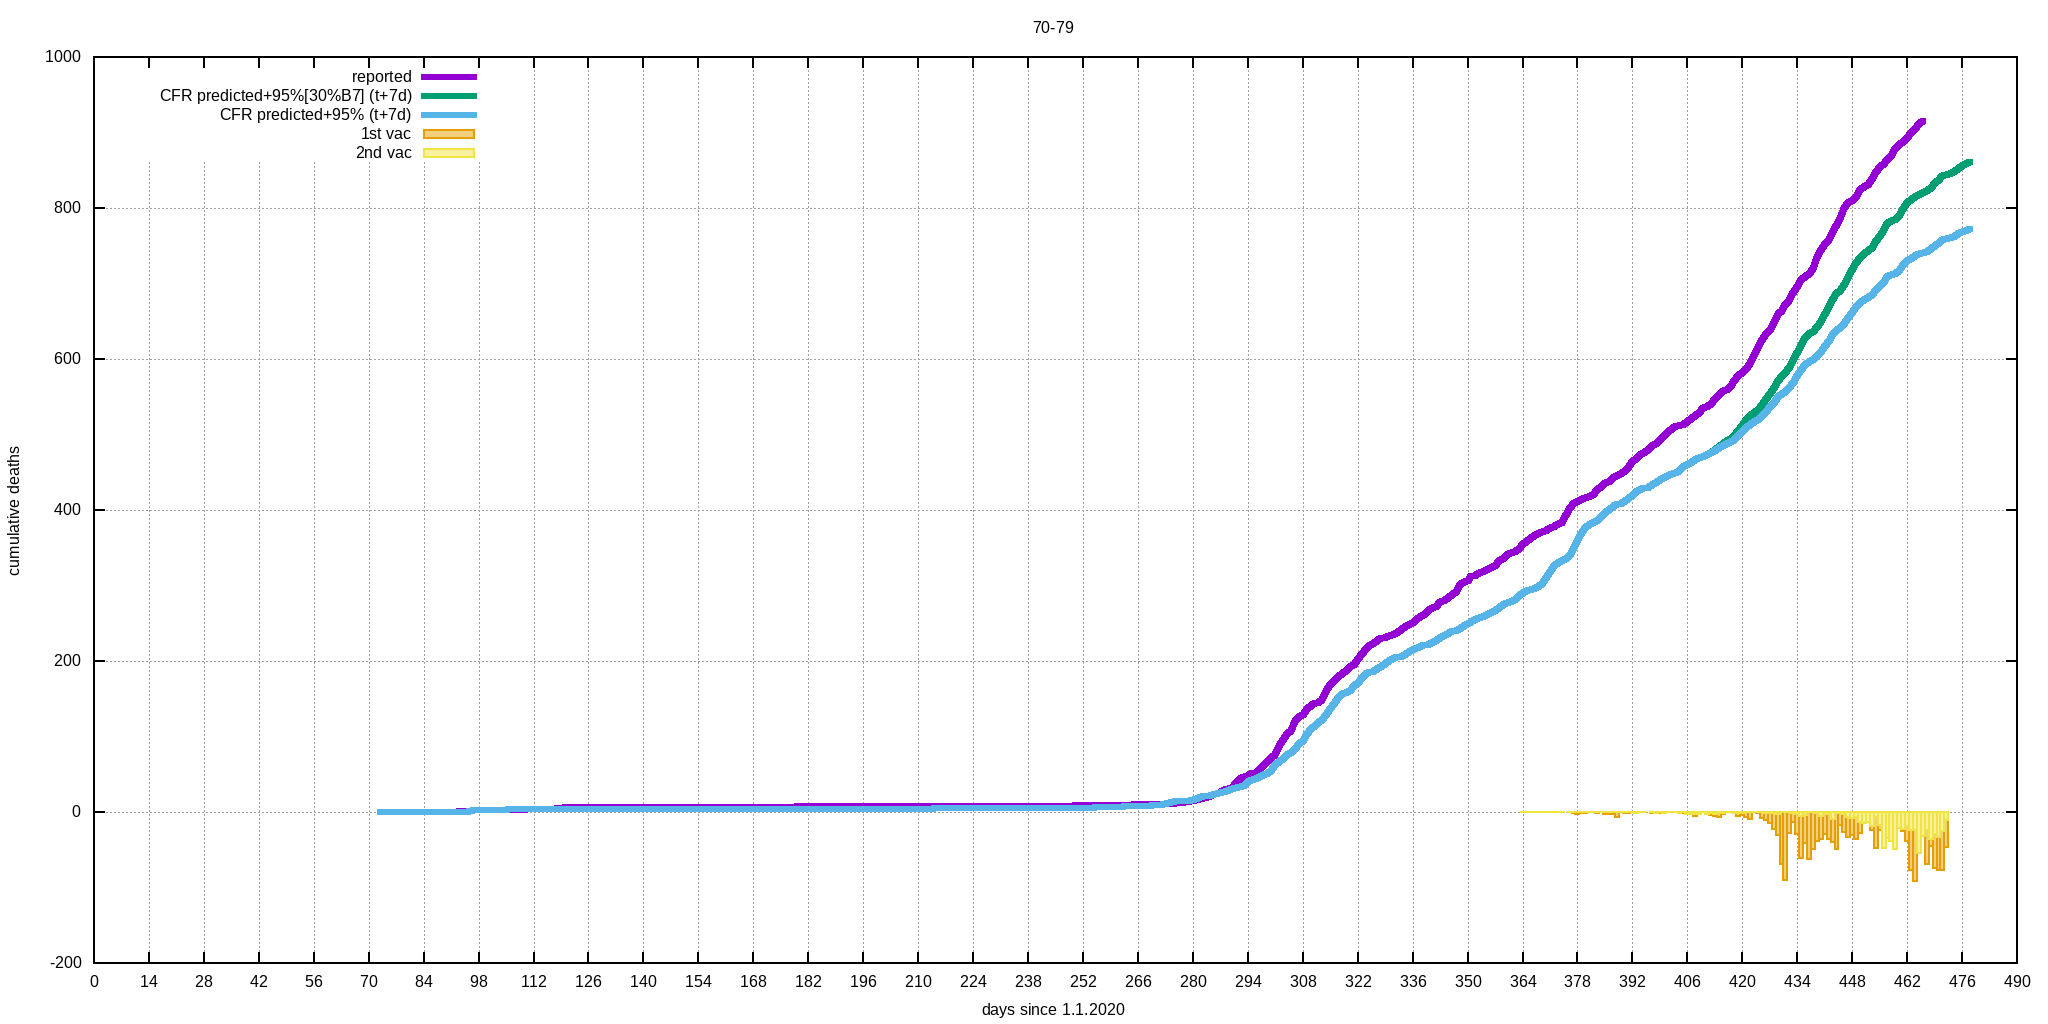 70-79
1000
800
600
400
200
0
-200
cumulative deaths
reported
CFR predicted+95%[30%B7] (t+7d)
CFR predicted+95% (t+7d)
1st vac
2nd vac
0 14 28 42 56 70 84 98 112 126 140 154 168 182 196 210 224 238 252 266 280 294 308 322 336 350 364 378 392 406 420 434 448 462 476 490
days since 1.1.2020